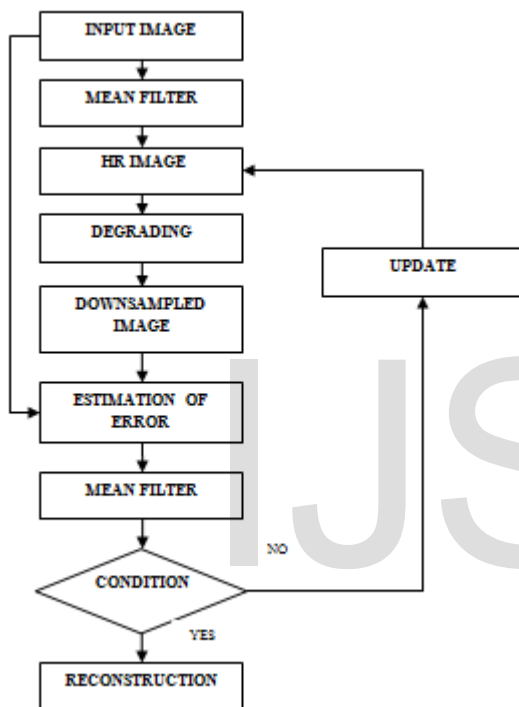 INPUT IMAGE
MEAN FILTER
HR IMAGE
DEGRADING
UPDATE
DOWNSAMPLED
IMAGE
ESTIMATION OF
ERROR
MEAN FILTER
NO
CONDITION
YES
RECONSTRUCTION
IJS